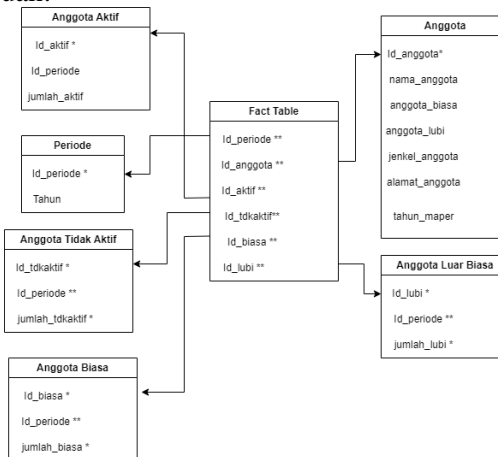 Anggota Aktif
Id_aktif *
Id_periode
jumlah_aktif
Periode
Id_periode *
Tahun
Anggota Tidak Aktif
Id_tdkaktif *
Id_periode **
jumlah_tdkaktif *
Anggota Biasa
Id_biasa *
Id_periode **
jumlah_biasa *
Fact Table
Id_periode **
Id_anggota **
Id_aktif **
Id_tdkaktif**
Id_biasa **
Id_lubi **
Anggota
Id_anggota*
nama_anggota
anggota_biasa
anggota_lubi
jenkel_anggota
alamat_anggota
tahun_maper
Anggota Luar Biasa
Id_lubi *
Id_periode **
jumlah_lubi *